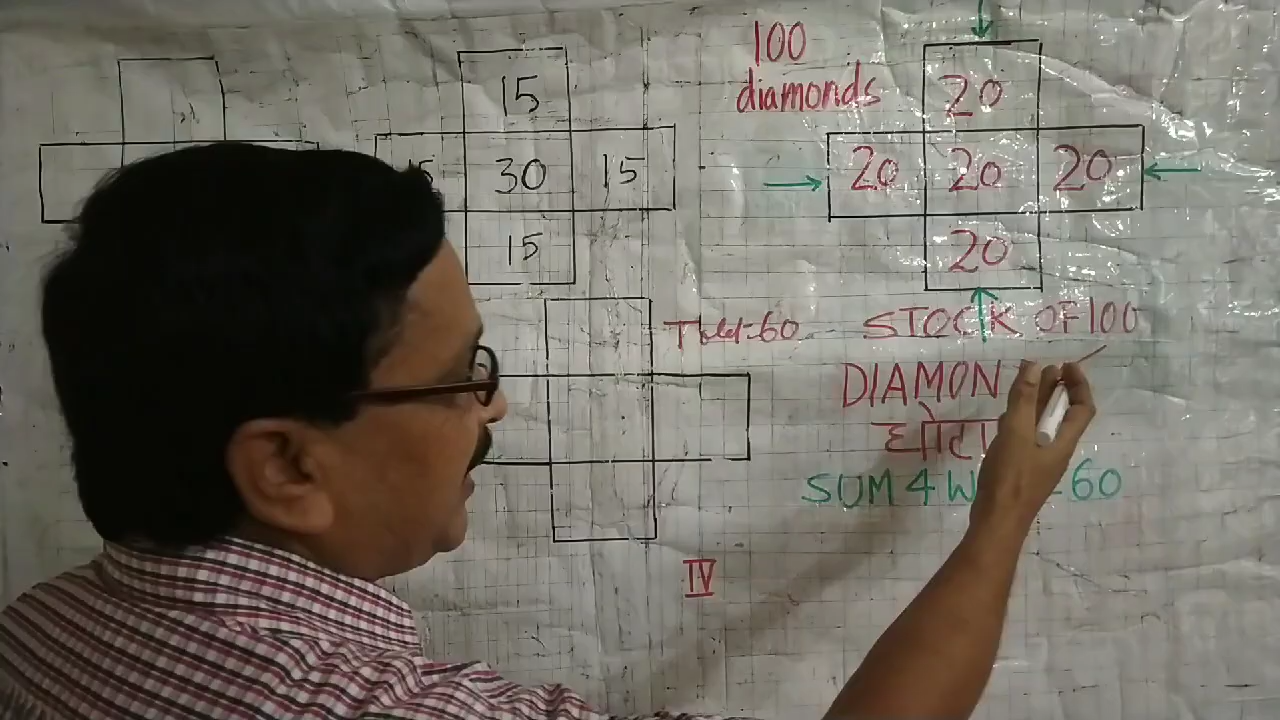 15
30 15
15
100
diamonds
20
20 20 20
20
Total=60
STOCK OF 100
DIAMON
घोटा
SUM 4 W 60
IV